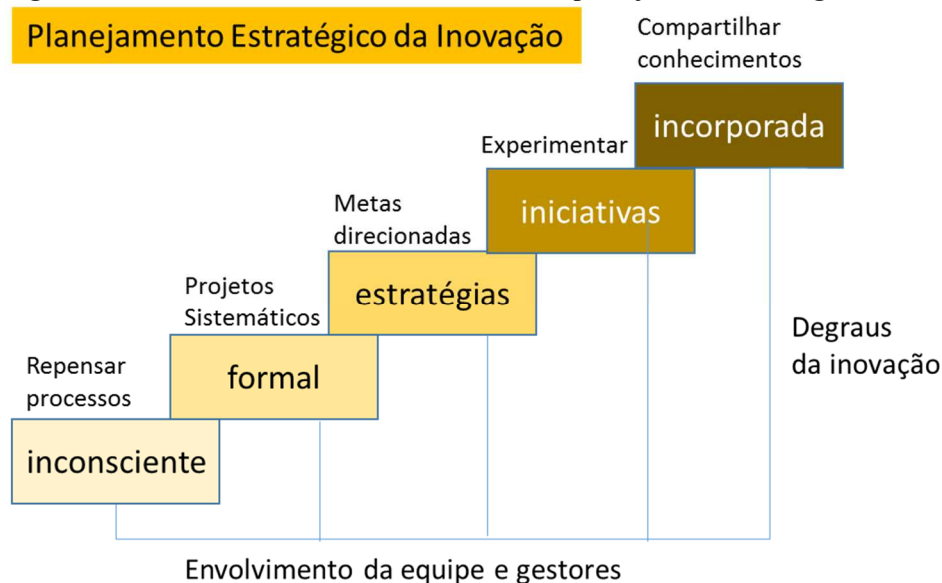 Planejamento Estratégico da Inovação
Compartilhar
conhecimentos
incorporada
Experimentar
iniciativas
Metas
direcionadas
estratégias
Projetos
Sistemáticos
formal
Degraus
da inovação
Repensar
processos
inconsciente
Envolvimento da equipe e gestores